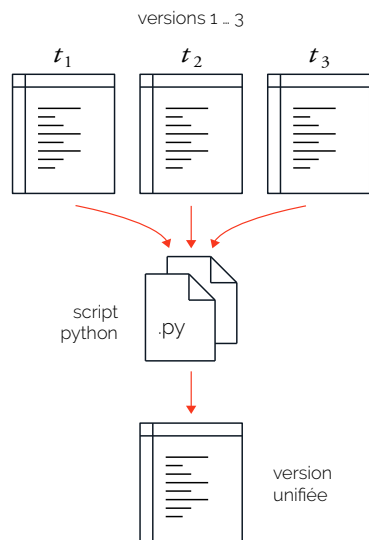 versions 1 … 3
t1 t2 t3
script
python
.py
version
unifiée